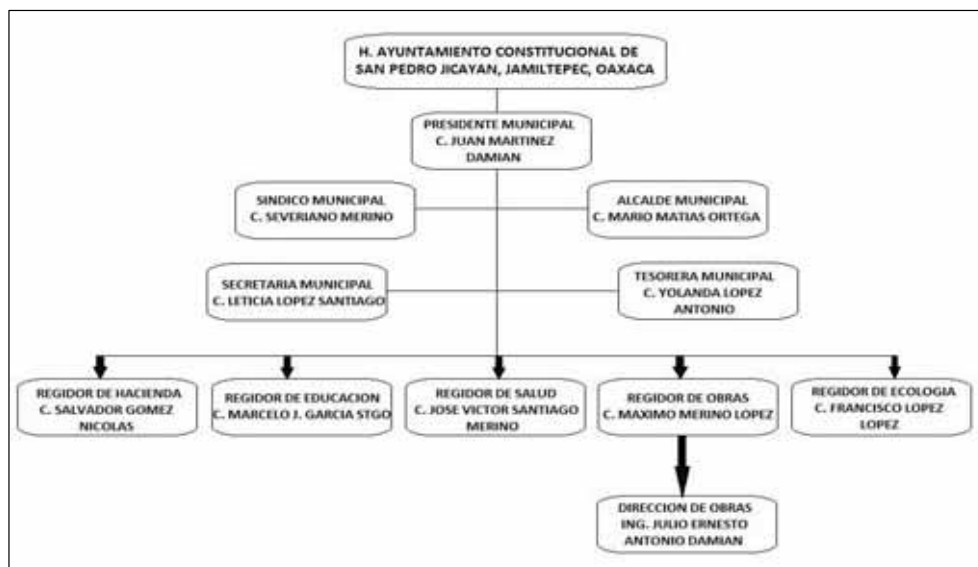 H. AYUNTAMIENTO CONSTITUCIONAL DE
SAN PEDRO JICAYAN, JAMILTEPEC, OAXACA
PRESIDENTE MUNICIPAL
C. JUAN MARTINEZ
DAMIAN
SINDICO MUNICIPAL
C. SEVERIANO MERINO
ALCALDE MUNICIPAL
C. MARIO MATIAS ORTEGA
SECRETARIA MUNICIPAL
C. LETICIA LOPEZ SANTIAGO
TESORERA MUNICIPAL
C. YOLANDA LOPEZ
ANTONIO
REGIDOR DE HACIENDA
C. SALVADOR GOMEZ
NICOLAS
REGIDOR DE EDUCACION
C. MARCELO J. GARCIA STGO
REGIDOR DE SALUD
C. JOSE VICTOR SANTIAGO
MERINO
REGIDOR DE OBRAS
C. MAXIMO MERINO LOPEZ
REGIDOR DE ECOLOGIA
C. FRANCISCO LOPEZ
LOPEZ
DIRECCION DE OBRAS
ING. JULIO ERNESTO
ANTONIO DAMIAN